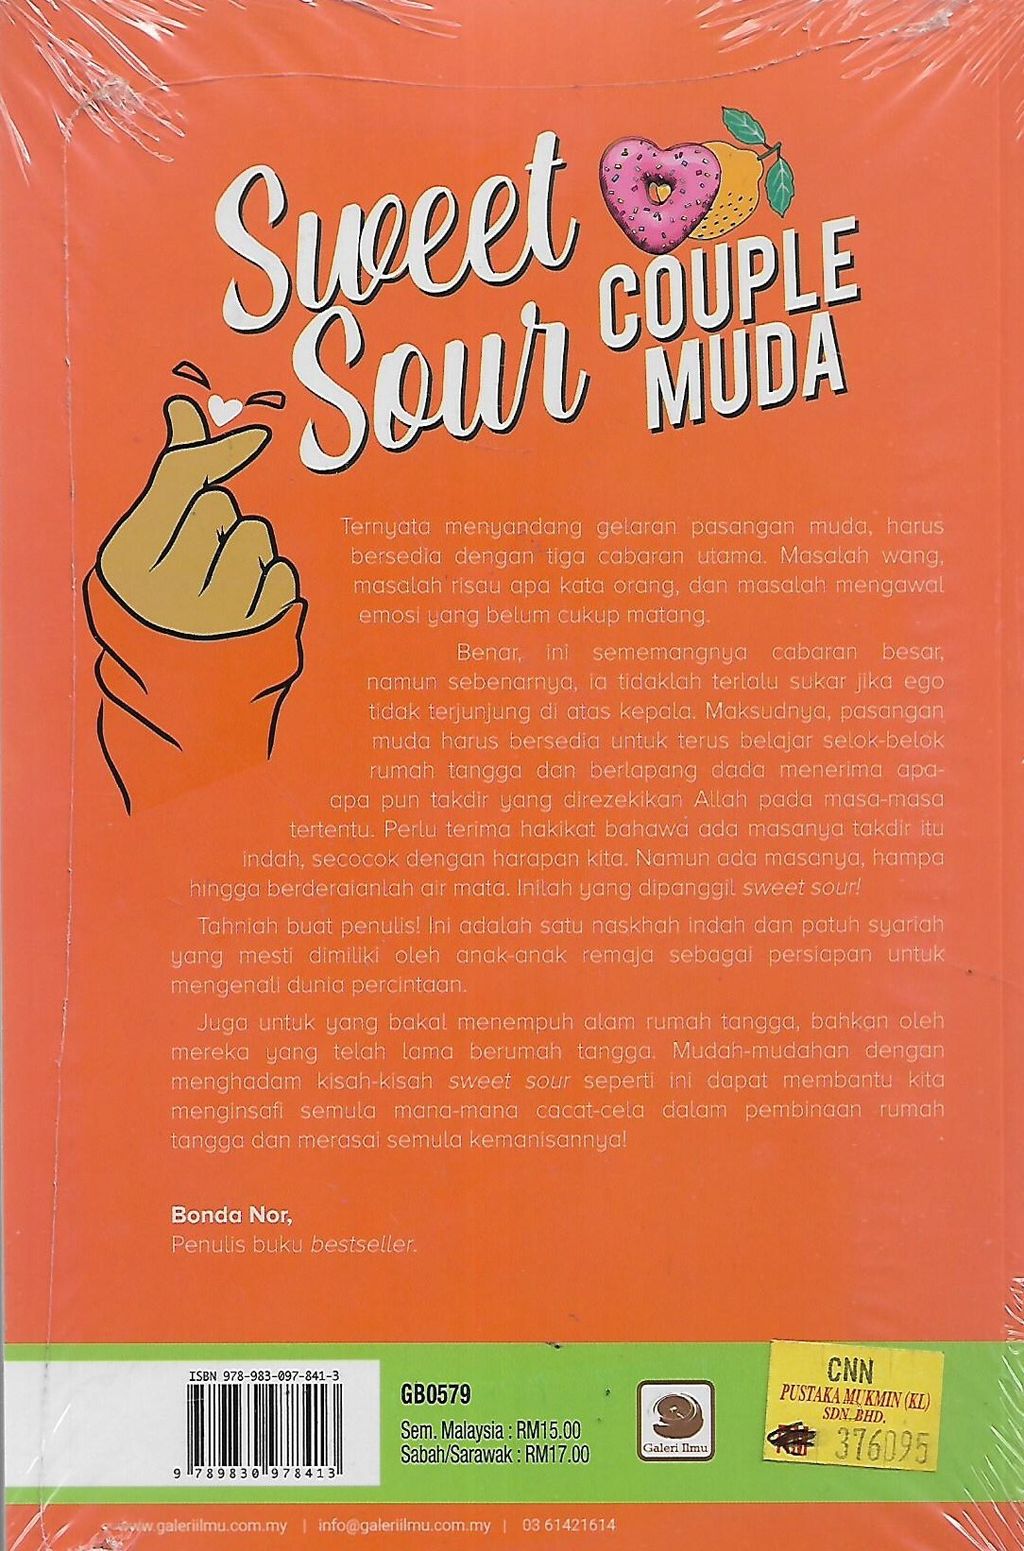 Sweet
Sour
COUPLE
MUDA
Ternyata menyandang gelaran pasangan muda, harus
bersedia dengan tiga cabaran utama. Masalah wang,
masalah risau apa kata orang, dan masalah mengawal
emosi yang belum cukup matang.
Benar, ini sememangnya cabaran besar,
namun sebenarnya, ia tidaklah terlalu sukar jika ego
tidak terjunjung di atas kepala. Maksudnya, pasangan
muda harus bersedia untuk terus belajar selok-belok
rumah tangga dan berlapang dada menerima apa-
apa pun takdir yang direzekikan Allah pada masa-masa
tertentu. Perlu terima hakikat bahawa ada masanya takdir itu
indah, secocok dengan harapan kita. Namun ada masanya, hampa
hingga berderaianlah air mata. Inilah yang dipanggil sweet sour!
Tahniah buat penulis! Ini adalah satu naskhah indah dan patuh syariah
yang mesti dimiliki oleh anak-anak remaja sebagai persiapan untuk
mengenali dunia percintaan.
Juga untuk yang bakal menempuh alam rumah tangga, bahkan oleh
mereka yang telah lama berumah tangga. Mudah-mudahan dengan
menghadam kisah-kisah sweet sour seperti ini dapat membantu kita
menginsafi semula mana-mana cacat-cela dalam pembinaan rumah
tangga dan merasai semula kemanisannya!
Bonda Nor,
Penulis buku bestseller.
ISBN 978-983-097-841-3
9 789830 978413
GB0579
Sem. Malaysia : RM15.00
Sabah/Sarawak : RM17.00
Galeri Ilmu
CNN
PUSTAKA MUKMIN (KL)
SDN. BHD.
376095
www.galeriilmu.com.my | info@galeriilmu.com.my | 03 61421614